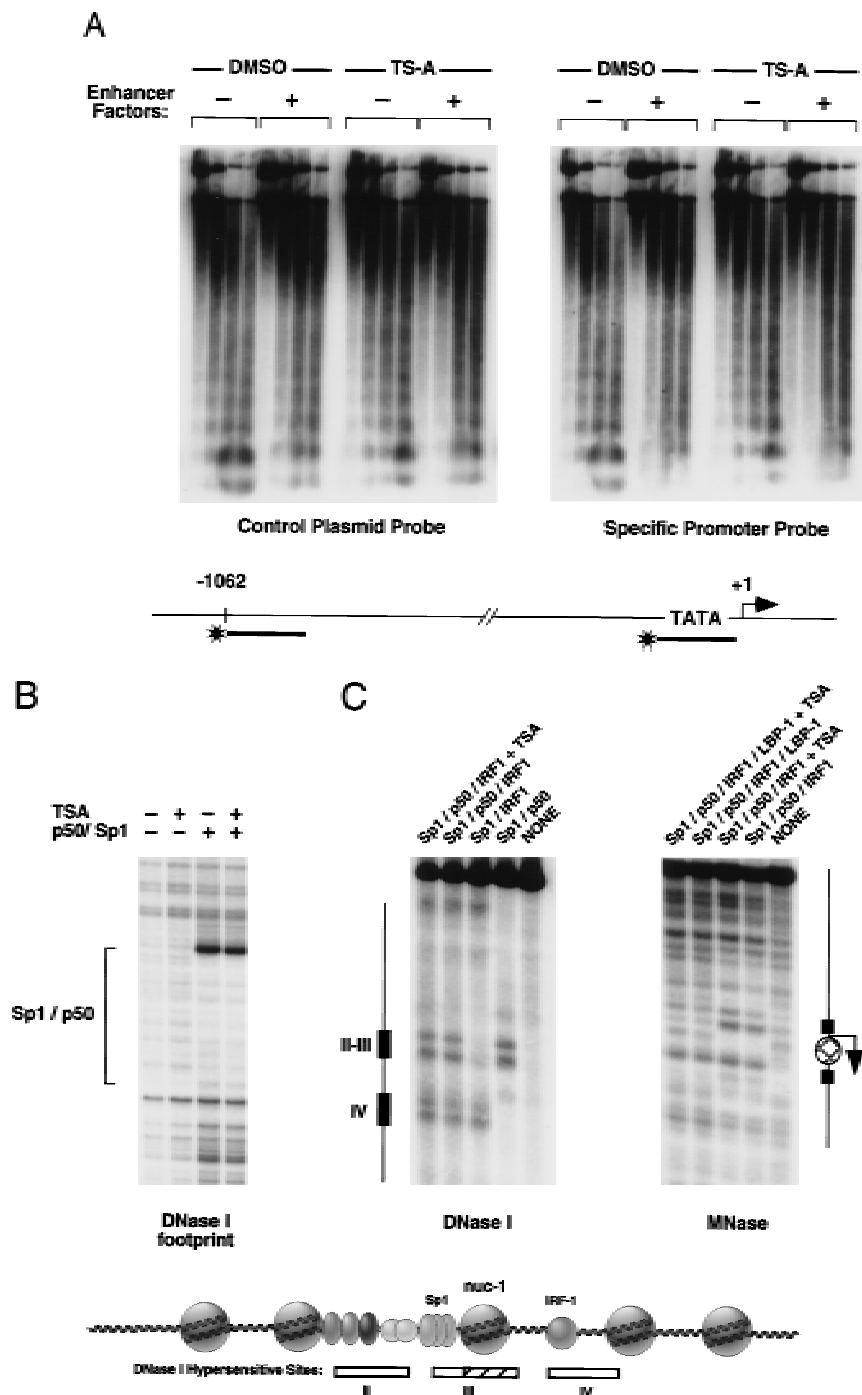 A
DMSO TS-A DMSO TS-A
Enhancer
Factors::
– + – + – + – +
Control Plasmid Probe Specific Promoter Probe
-1062 +1
TATA
B C
TSA – + – +
p50/ Sp1 – – + +
Sp1 / p50
DNase I
footprint
Sp1 / p50 / IRF1 + TSA
Sp1 / p50 / IRF1
Sp1 / IRF1
Sp1 / p50
NONE
II-III
IV
DNase I
Sp1 / p50 / IRF1 / LBP-1 + TSA
Sp1 / p50 / IRF1 / LBP-1
Sp1 / p50 / IRF1 + TSA
Sp1 / p50 / IRF1
NONE
MNase
Sp1 nuc-1 IRF-1
DNase I Hypersensitive Sites:
II III IV